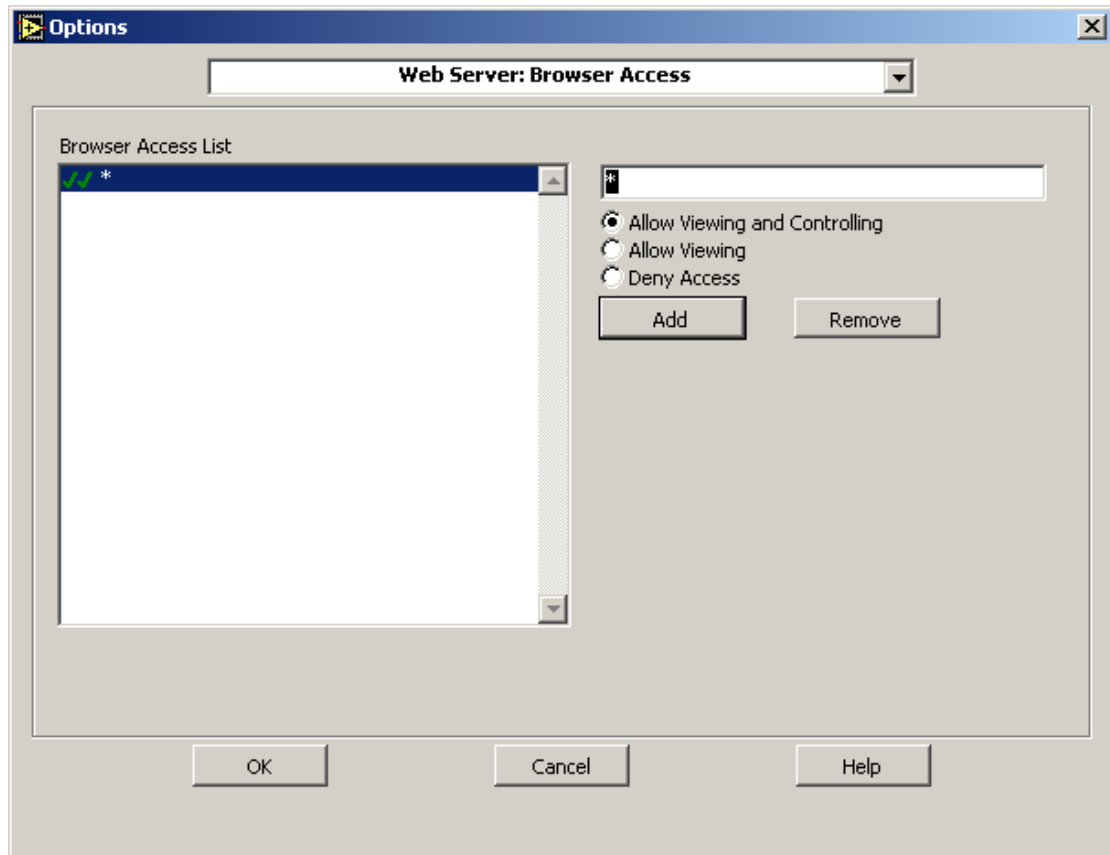 Options
Web Server: Browser Access
Browser Access List
*
*
Allow Viewing and Controlling
Allow Viewing
Deny Access
Add Remove
OK Cancel Help